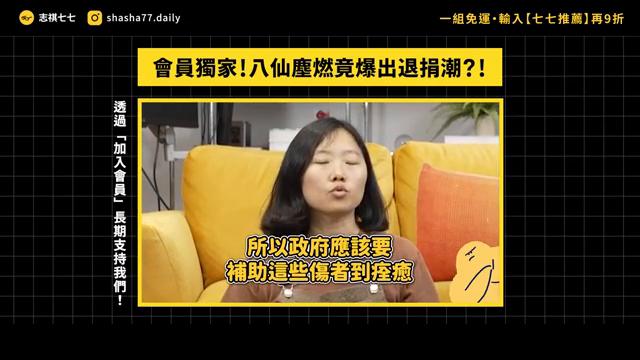 志祺七七
shasha77.daily
一組免運•輸入【七七推薦】再9折
會員獨家!八仙塵燃竟爆出退捐潮?!
透過「加入會員」長期支持我們!
所以政府應該要
補助這些傷者到痊癒